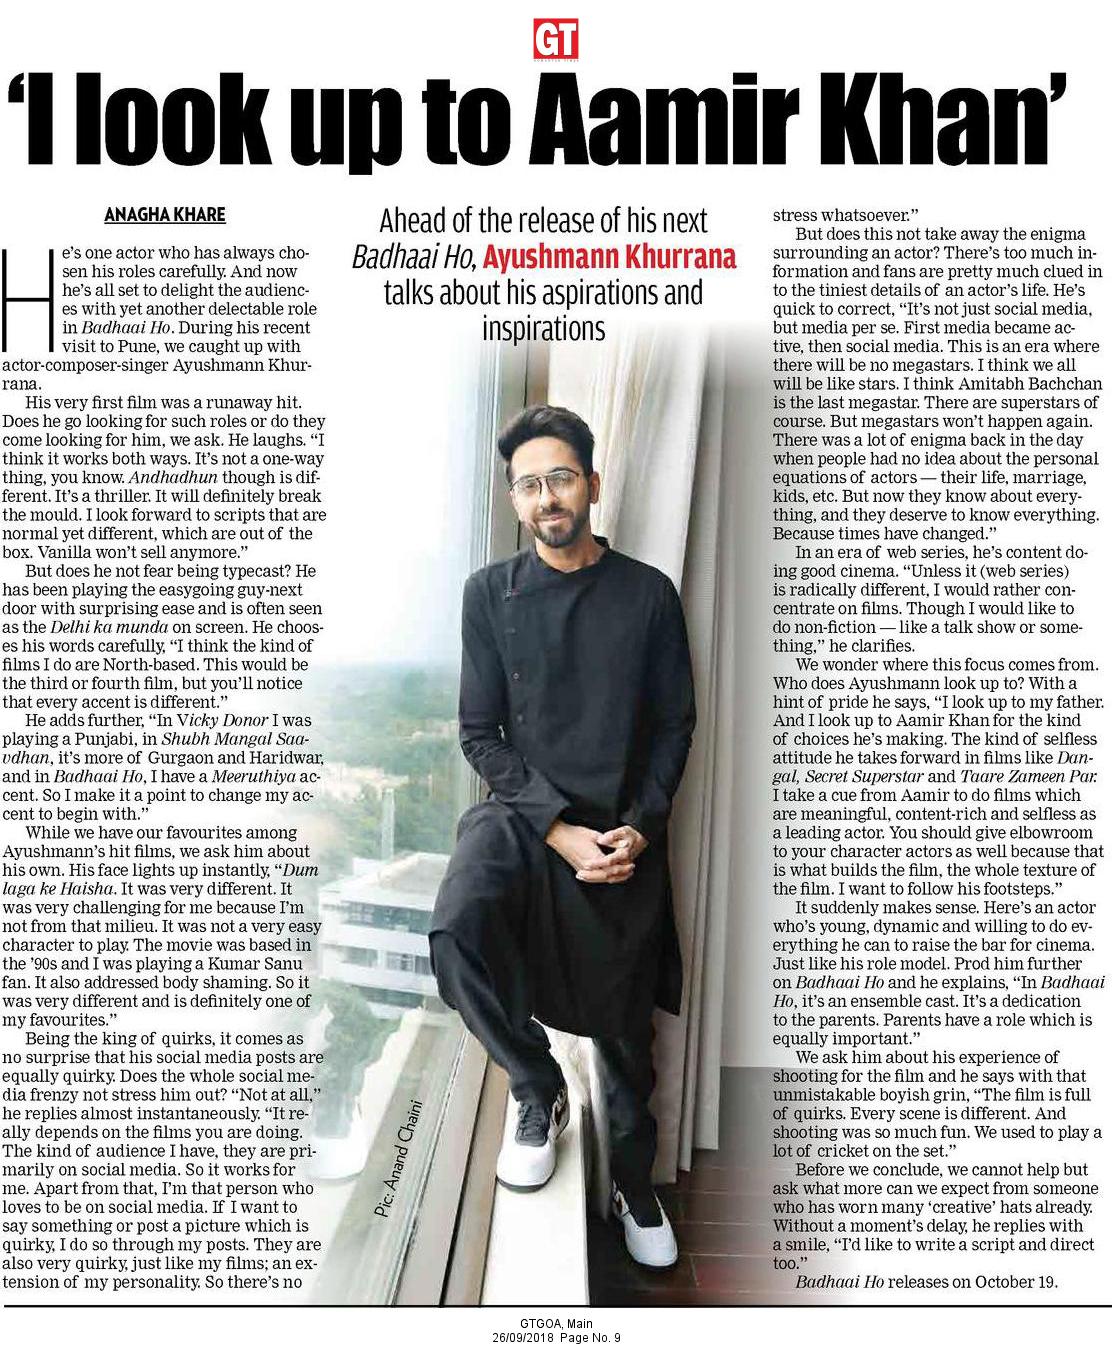 GT
‘I look up to Aamir Khan’
ANAGHA KHARE
He’s one actor who has always cho-
sen his roles carefully. And now
he’s all set to delight the audienc-
es with yet another delectable role
in Badhaai Ho. During his recent
visit to Pune, we caught up with
actor-composer-singer Ayushmann Khur-
rana.
His very first film was a runaway hit.
Does he go looking for such roles or do they
come looking for him, we ask. He laughs. “I
think it works both ways. It’s not a one-way
thing, you know. Andhadhun though is dif-
ferent. It’s a thriller. It will definitely break
the mould. I look forward to scripts that are
normal yet different, which are out of the
box. Vanilla won’t sell anymore.”
But does he not fear being typecast? He
has been playing the easygoing guy-next
door with surprising ease and is often seen
as the Delhi ka munda on screen. He choos-
es his words carefully, “I think the kind of
films I do are North-based. This would be
the third or fourth film, but you’ll notice
that every accent is different.”
He adds further, “In Vicky Donor I was
playing a Punjabi, in Shubh Mangal Saa-
vdhan, it’s more of Gurgaon and Haridwar,
and in Badhaai Ho, I have a Meeruthiya ac-
cent. So I make it a point to change my ac-
cent to begin with.”
While we have our favourites among
Ayushmann’s hit films, we ask him about
his own. His face lights up instantly, “Dum
laga ke Haisha. It was very different. It
was very challenging for me because I’m
not from that milieu. It was not a very easy
character to play. The movie was based in
the ’90s and I was playing a Kumar Sanu
fan. It also addressed body shaming. So it
was very different and is definitely one of
my favourites.”
Being the king of quirks, it comes as
no surprise that his social media posts are
equally quirky. Does the whole social me-
dia frenzy not stress him out? “Not at all,”
he replies almost instantaneously. “It re-
ally depends on the films you are doing.
The kind of audience I have, they are pri-
marily on social media. So it works for
me. Apart from that, I’m that person who
loves to be on social media. If I want to
say something or post a picture which is
quirky, I do so through my posts. They are
also very quirky, just like my films; an ex-
tension of my personality. So there’s no
Ahead of the release of his next
Badhaai Ho, Ayushmann Khurrana
talks about his aspirations and
inspirations
Pic: Anand Chaini
stress whatsoever.”
But does this not take away the enigma
surrounding an actor? There’s too much in-
formation and fans are pretty much clued in
to the tiniest details of an actor’s life. He’s
quick to correct, “It’s not just social media,
but media per se. First media became ac-
tive, then social media. This is an era where
there will be no megastars. I think we all
will be like stars. I think Amitabh Bachchan
is the last megastar. There are superstars of
course. But megastars won’t happen again.
There was a lot of enigma back in the day
when people had no idea about the personal
equations of actors — their life, marriage,
kids, etc. But now they know about every-
thing, and they deserve to know everything.
Because times have changed.”
In an era of web series, he’s content do-
ing good cinema. “Unless it (web series)
is radically different, I would rather con-
centrate on films. Though I would like to
do non-fiction — like a talk show or some-
thing,” he clarifies.
We wonder where this focus comes from.
Who does Ayushmann look up to? With a
hint of pride he says, “I look up to my father.
And I look up to Aamir Khan for the kind
of choices he’s making. The kind of selfless
attitude he takes forward in films like Dan-
gal, Secret Superstar and Taare Zameen Par.
I take a cue from Aamir to do films which
are meaningful, content-rich and selfless as
a leading actor. You should give elbowroom
to your character actors as well because that
is what builds the film, the whole texture of
the film. I want to follow his footsteps.”
It suddenly makes sense. Here’s an actor
who’s young, dynamic and willing to do ev-
erything he can to raise the bar for cinema.
Just like his role model. Prod him further
on Badhaai Ho and he explains, “In Badhaai
Ho, it’s an ensemble cast. It’s a dedication
to the parents. Parents have a role which is
equally important.”
We ask him about his experience of
shooting for the film and he says with that
unmistakable boyish grin, “The film is full
of quirks. Every scene is different. And
shooting was so much fun. We used to play a
lot of cricket on the set.”
Before we conclude, we cannot help but
ask what more can we expect from someone
who has worn many ‘creative’ hats already.
Without a moment’s delay, he replies with
a smile, “I’d like to write a script and direct
too.”
Badhaai Ho releases on October 19.
GTGOA, Main
26/09/2018 Page No. 9